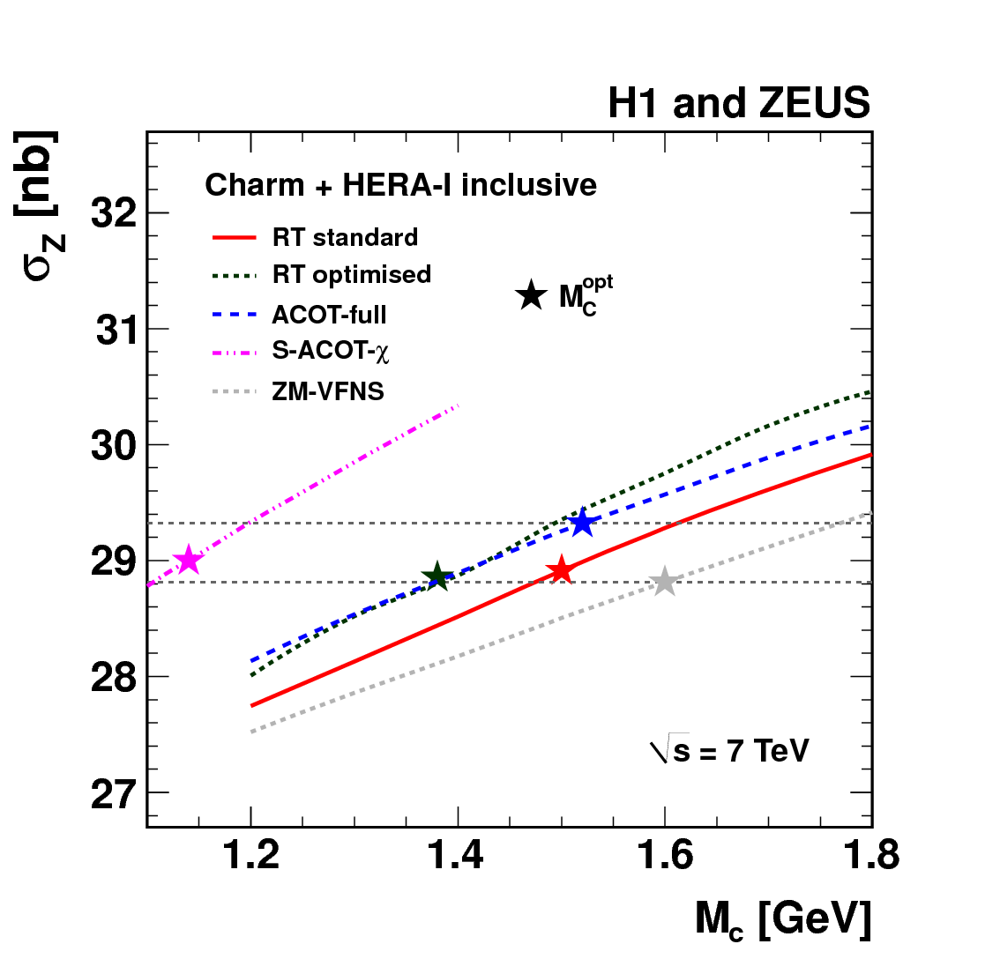 H1 and ZEUS
σZ [nb]
Charm + HERA-I inclusive
RT standard
RT optimised
ACOT-full
S-ACOT-χ
ZM-VFNS
★ M_C^opt
32
31
30
29
28
27
√s = 7 TeV
1.2 1.4 1.6 1.8
Mc [GeV]